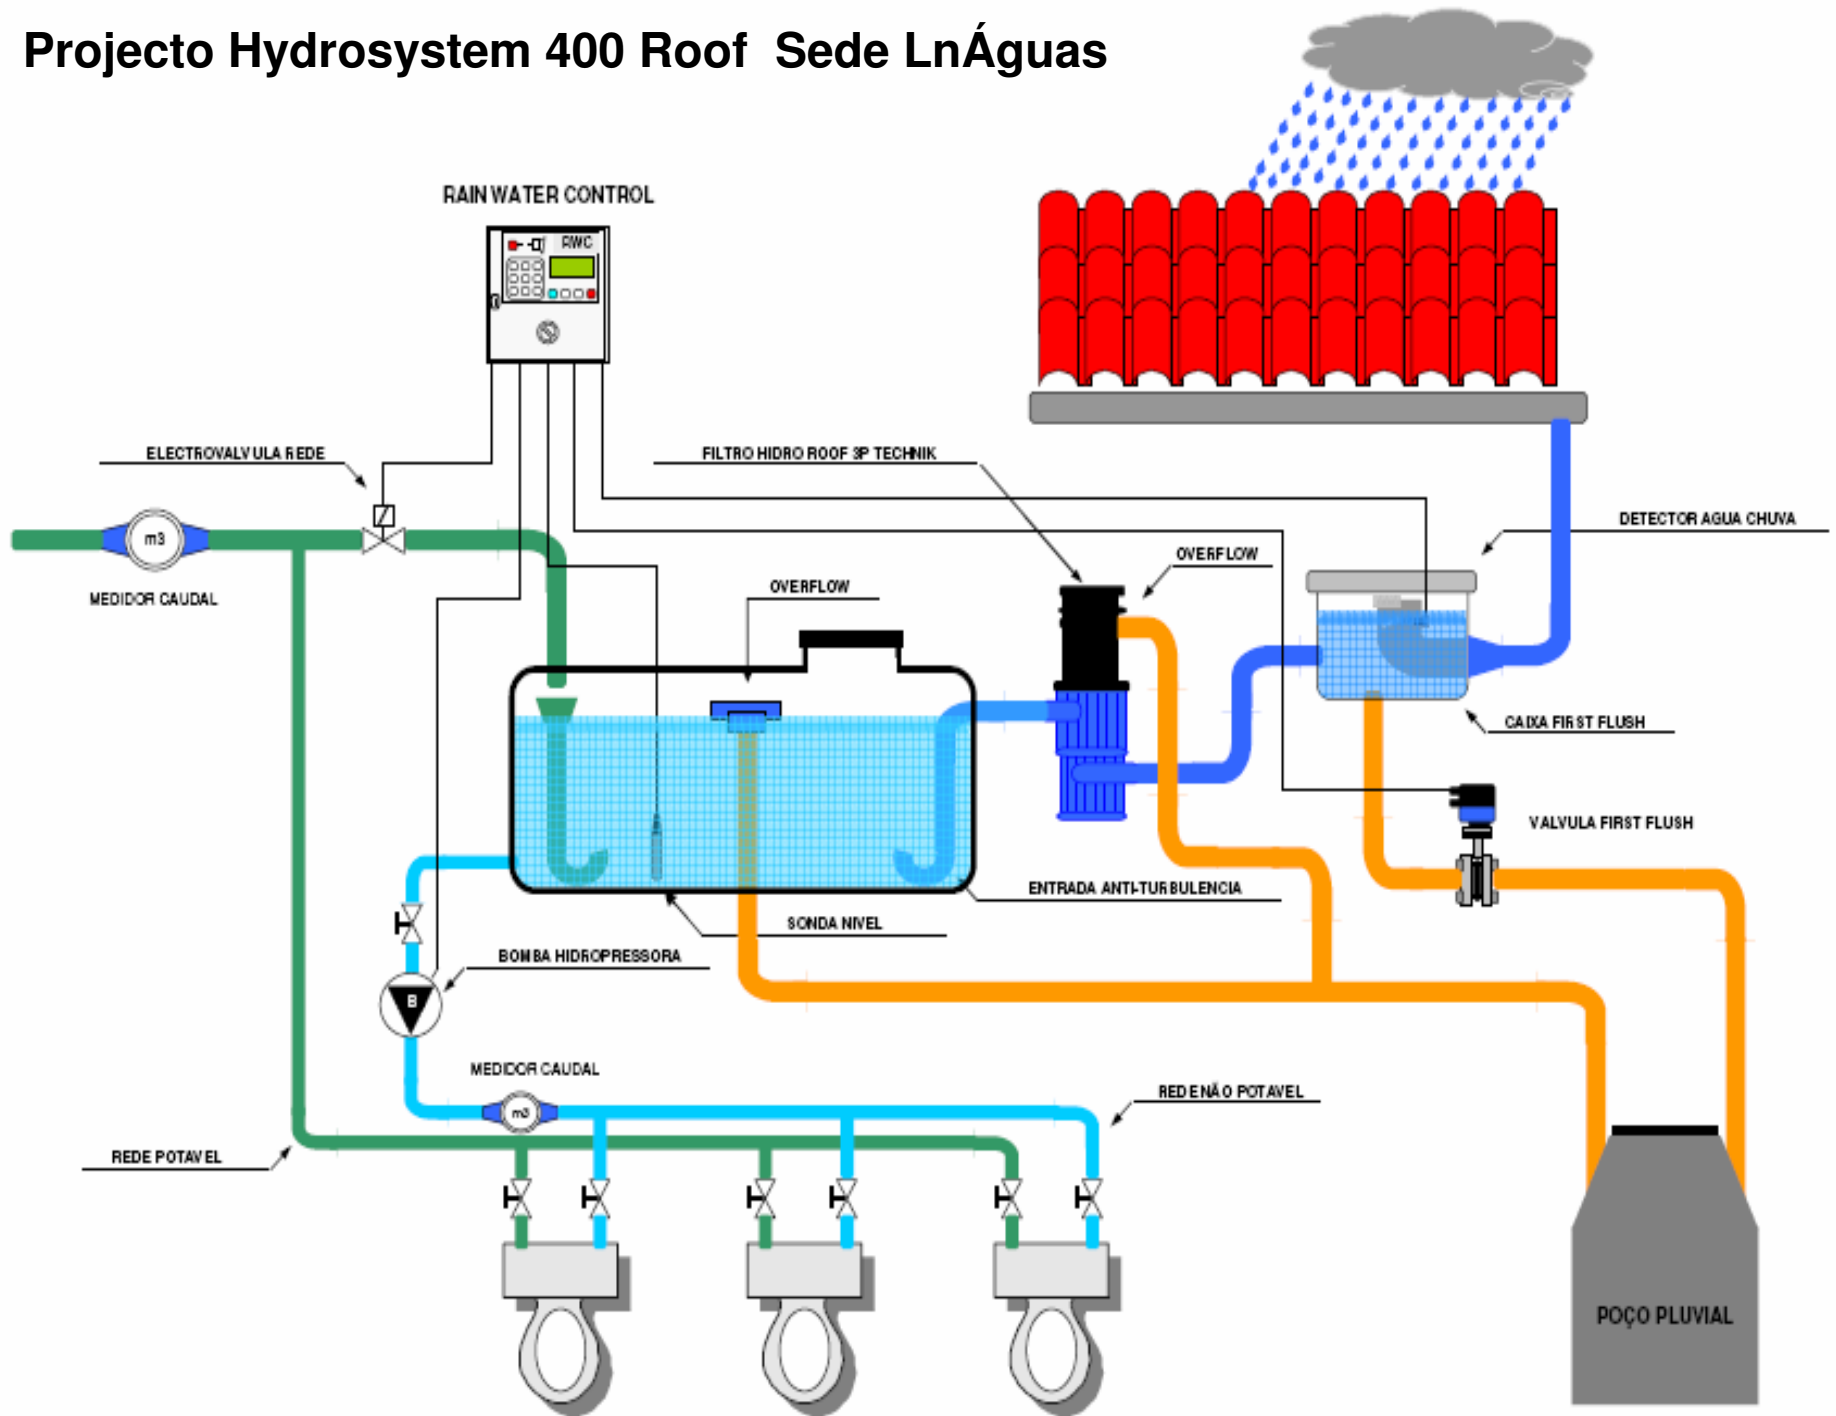 Projecto Hydrosystem 400 Roof  Sede LnÁguas
RAIN WATER CONTROL
RWC
ELECTROVALVULA REDE
FILTRO HIDRO ROOF 3P TECHNIK
DETECTOR AGUA CHUVA
m3
OVERFLOW
OVERFLOW
MEDIDOR CAUDAL
CAIXA FIRST FLUSH
VALVULA FIRST FLUSH
ENTRADA ANTI-TURBULENCIA
SONDA NIVEL
BOMBA HIDROPRESSORA
B
MEDIDOR CAUDAL
REDE NÃO POTAVEL
m3
REDE POTAVEL
POÇO PLUVIAL